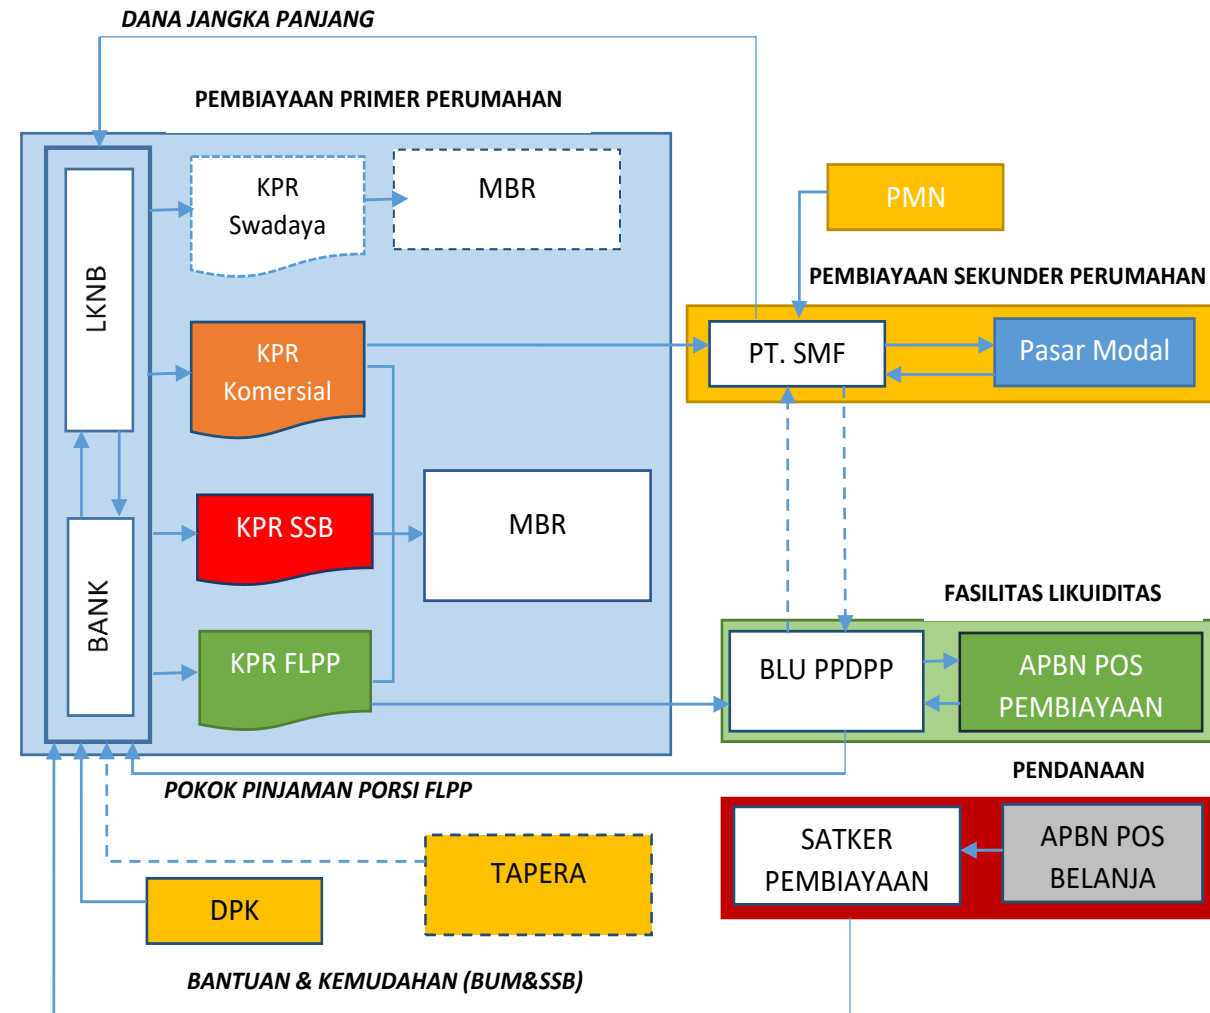 DANA JANGKA PANJANG
PEMBIAYAAN PRIMER PERUMAHAN
LKNB
BANK
KPR
Swadaya
MBR
KPR
Komersial
KPR SSB
MBR
KPR FLPP
PMN
PEMBIAYAAN SEKUNDER PERUMAHAN
PT. SMF
Pasar Modal
FASILITAS LIKUIDITAS
BLU PPDPP
APBN POS
PEMBIAYAAN
POKOK PINJAMAN PORSI FLPP
PENDANAAN
SATKER
PEMBIAYAAN
APBN POS
BELANJA
TAPERA
DPK
BANTUAN & KEMUDAHAN (BUM&SSB)